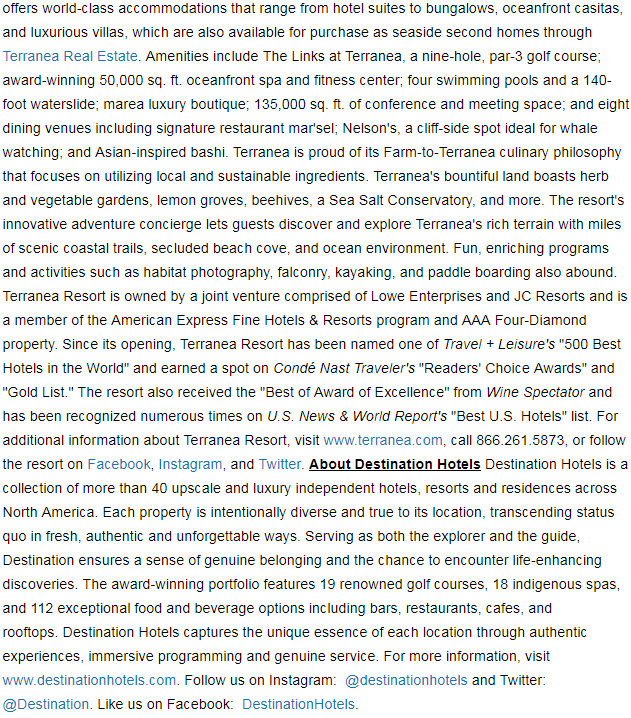 offers world-class accommodations that range from hotel suites to bungalows, oceanfront casitas,
and luxurious villas, which are also available for purchase as seaside second homes through
Terranea Real Estate. Amenities include The Links at Terranea, a nine-hole, par-3 golf course;
award-winning 50,000 sq. ft. oceanfront spa and fitness center; four swimming pools and a 140-
foot waterslide; marea luxury boutique; 135,000 sq. ft. of conference and meeting space; and eight
dining venues including signature restaurant mar'sel; Nelson's, a cliff-side spot ideal for whale
watching; and Asian-inspired bashi. Terranea is proud of its Farm-to-Terranea culinary philosophy
that focuses on utilizing local and sustainable ingredients. Terranea's bountiful land boasts herb
and vegetable gardens, lemon groves, beehives, a Sea Salt Conservatory, and more. The resort's
innovative adventure concierge lets guests discover and explore Terranea's rich terrain with miles
of scenic coastal trails, secluded beach cove, and ocean environment. Fun, enriching programs
and activities such as habitat photography, falconry, kayaking, and paddle boarding also abound.
Terranea Resort is owned by a joint venture comprised of Lowe Enterprises and JC Resorts and is
a member of the American Express Fine Hotels & Resorts program and AAA Four-Diamond
property. Since its opening, Terranea Resort has been named one of Travel + Leisure's "500 Best
Hotels in the World" and earned a spot on Condé Nast Traveler's "Readers' Choice Awards" and
"Gold List." The resort also received the "Best of Award of Excellence" from Wine Spectator and
has been recognized numerous times on U.S. News & World Report's "Best U.S. Hotels" list. For
additional information about Terranea Resort, visit www.terranea.com, call 866.261.5873, or follow
the resort on Facebook, Instagram, and Twitter. About Destination Hotels Destination Hotels is a
collection of more than 40 upscale and luxury independent hotels, resorts and residences across
North America. Each property is intentionally diverse and true to its location, transcending status
quo in fresh, authentic and unforgettable ways. Serving as both the explorer and the guide,
Destination ensures a sense of genuine belonging and the chance to encounter life-enhancing
discoveries. The award-winning portfolio features 19 renowned golf courses, 18 indigenous spas,
and 112 exceptional food and beverage options including bars, restaurants, cafes, and
rooftops. Destination Hotels captures the unique essence of each location through authentic
experiences, immersive programming and genuine service. For more information, visit
www.destinationhotels.com. Follow us on Instagram: @destinationhotels and Twitter:
@Destination. Like us on Facebook: DestinationHotels.